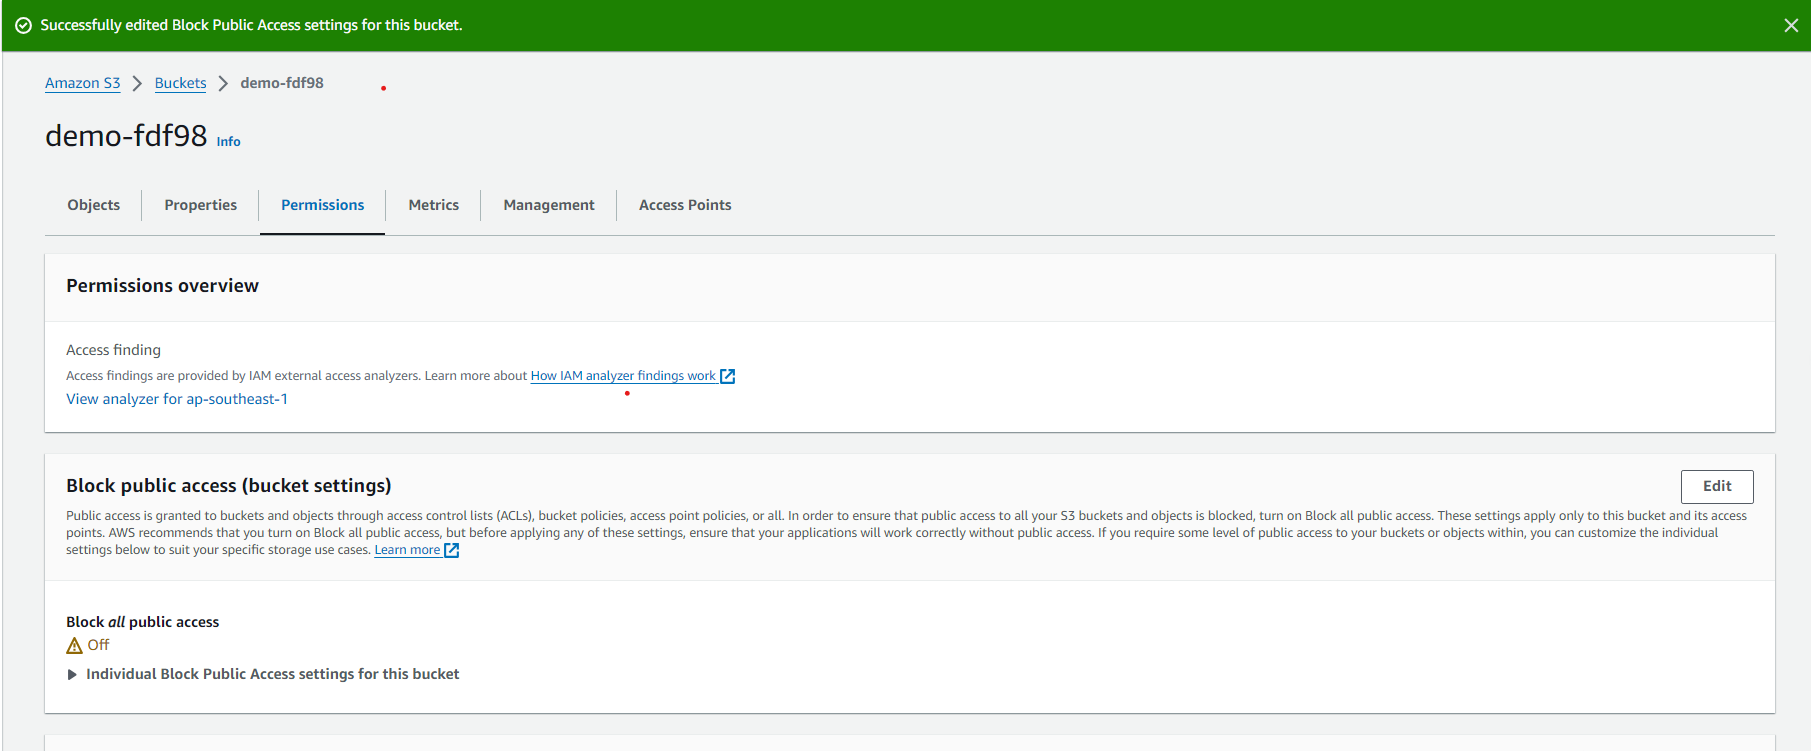 Successfully edited Block Public Access settings for this bucket.
Amazon S3 > Buckets > demo-fdf98
demo-fdf98 Info
Objects Properties Permissions Metrics Management Access Points
Permissions overview
Access finding
Access findings are provided by IAM external access analyzers. Learn more about How IAM analyzer findings work
View analyzer for ap-southeast-1
Block public access (bucket settings)
Edit
Public access is granted to buckets and objects through access control lists (ACLs), bucket policies, access point policies, or all. In order to ensure that public access to all your S3 buckets and objects is blocked, turn on Block all public access. These settings apply only to this bucket and its access
points. AWS recommends that you turn on Block all public access, but before applying any of these settings, ensure that your applications will work correctly without public access. If you require some level of public access to your buckets or objects within, you can customize the individual
settings below to suit your specific storage use cases. Learn more
Block all public access
Off
Individual Block Public Access settings for this bucket